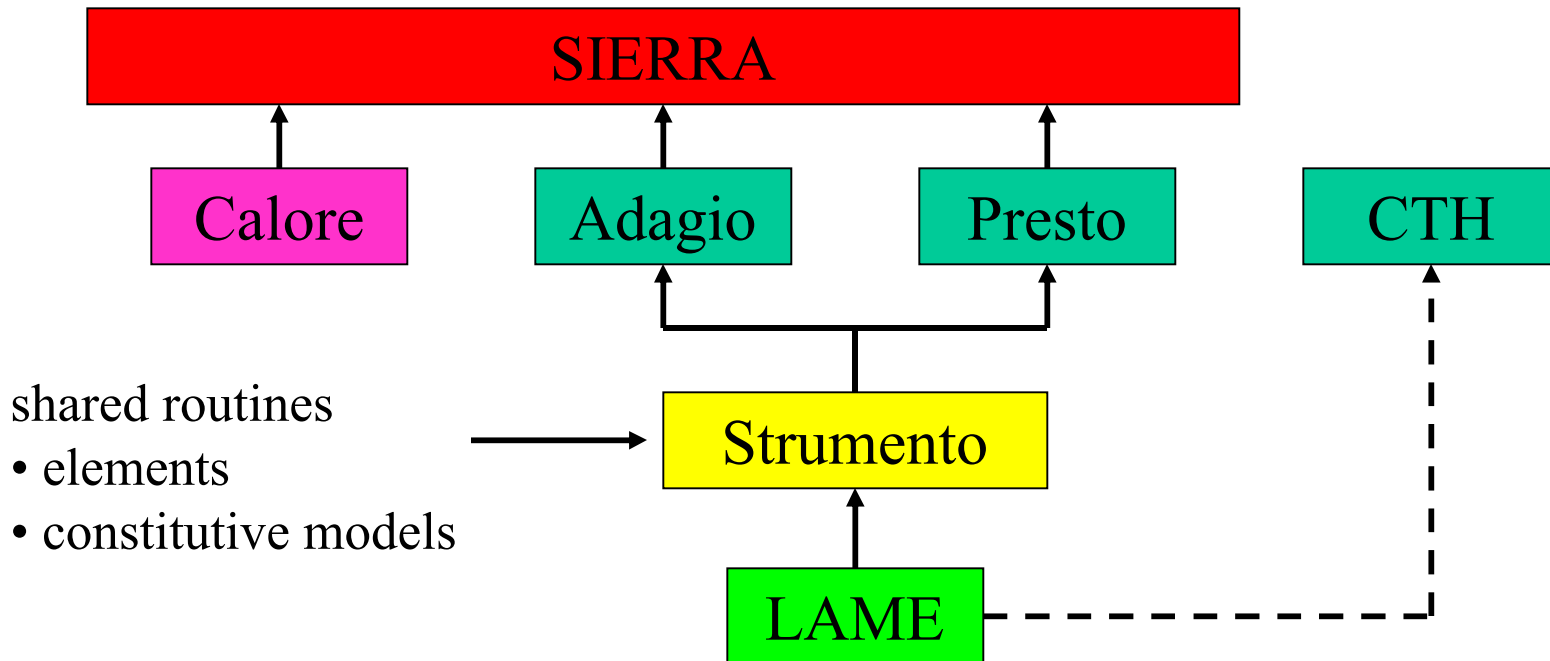 SIERRA
Calore
Adagio
Presto
CTH
shared routines
• elements
• constitutive models
Strumento
LAME